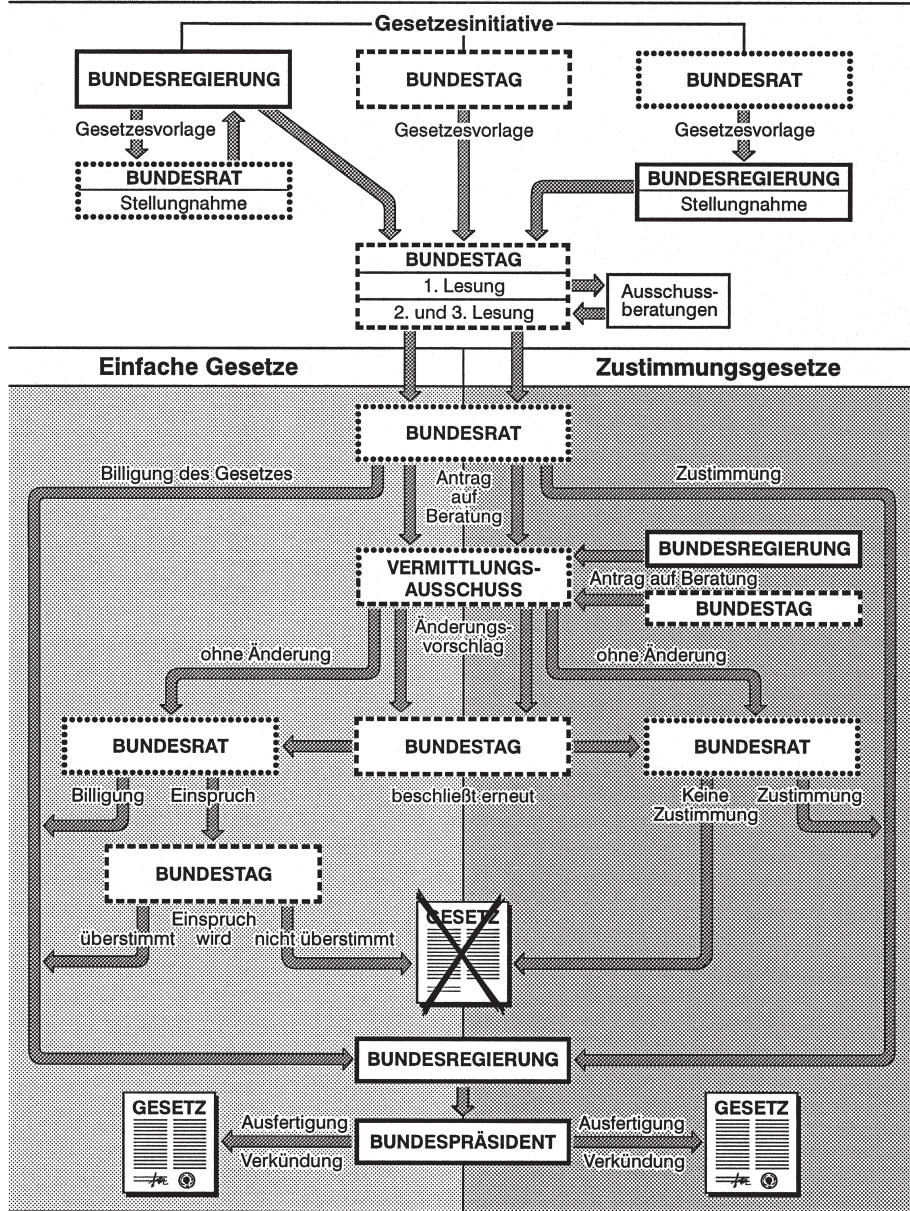 Gesetzesinitiative
BUNDESREGIERUNG
BUNDESTAG
BUNDESRAT
Gesetzesvorlage
Gesetzesvorlage
Gesetzesvorlage
BUNDESRAT
Stellungnahme
BUNDESREGIERUNG
Stellungnahme
BUNDESTAG
1. Lesung
2. und 3. Lesung
Ausschuss-
beratungen
Einfache Gesetze
Zustimmungsgesetze
BUNDESRAT
Billigung des Gesetzes
Antrag
auf
Beratung
Zustimmung
VERMITTLUNGS-
AUSSCHUSS
BUNDESREGIERUNG
Antrag auf Beratung
BUNDESTAG
Änderungs-
vorschlag
ohne Änderung
ohne Änderung
BUNDESRAT
BUNDESTAG
BUNDESRAT
Billigung
Einspruch
beschließt erneut
Keine
Zustimmung
Zustimmung
BUNDESTAG
überstimmt
Einspruch
wird
nicht überstimmt
GESETZ
BUNDESREGIERUNG
GESETZ
Ausfertigung
Verkündung
BUNDESPRÄSIDENT
Ausfertigung
Verkündung
GESETZ